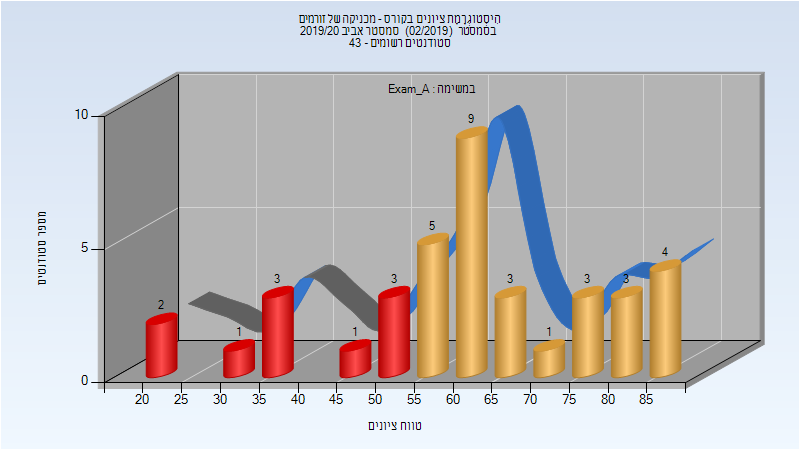 היסטוגרמת ציונים בקורס - מכניקה של זורמים
בסמסטר (02/2019) סמסטר אביב 2019/20
סטודנטים רשומים - 43
במשימה : Exam_A
מספר סטודנטים
10
5
0
2
1
3
1
3
5
9
3
1
3
3
4
20 25 30 35 40 45 50 55 60 65 70 75 80 85
טווח ציונים